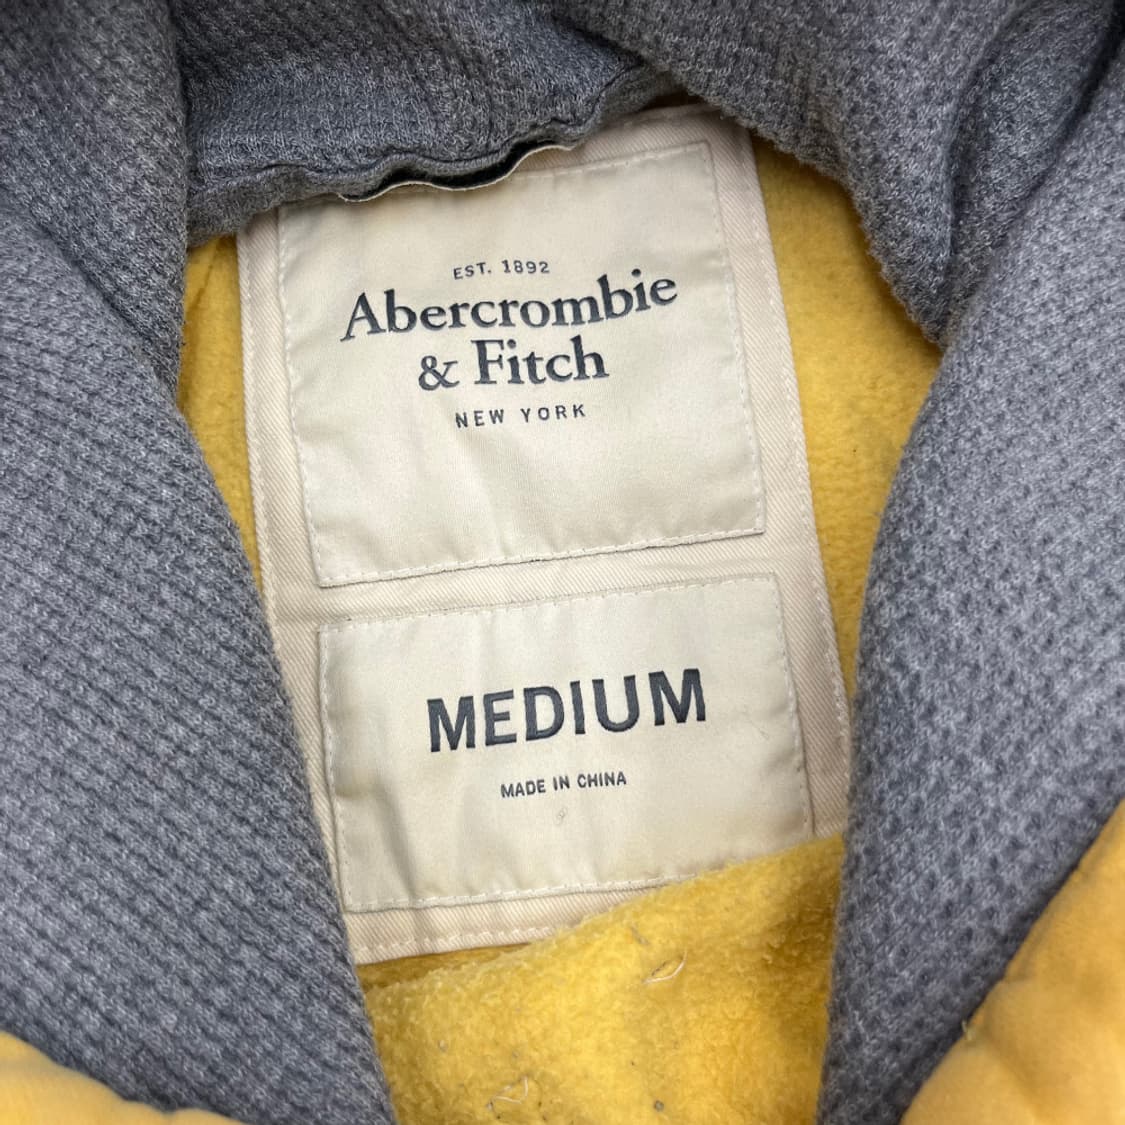 EST. 1892
Abercrombie
& Fitch
NEW YORK
MEDIUM
MADE IN CHINA